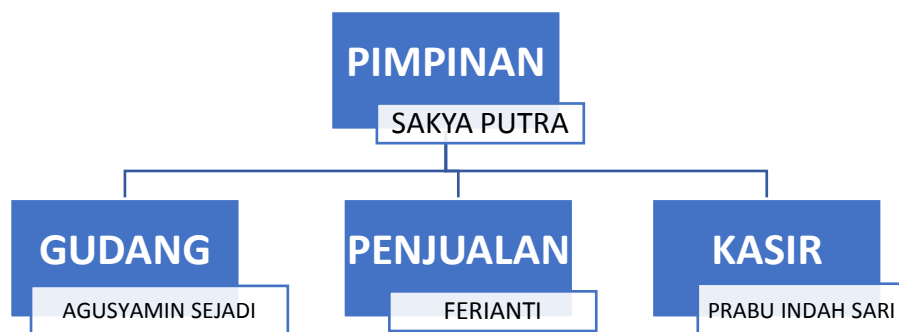 PIMPINAN
SAKYA PUTRA
GUDANG
AGUSYAMIN SEJADI
PENJUALAN
FERIANTI
KASIR
PRABU INDAH SARI